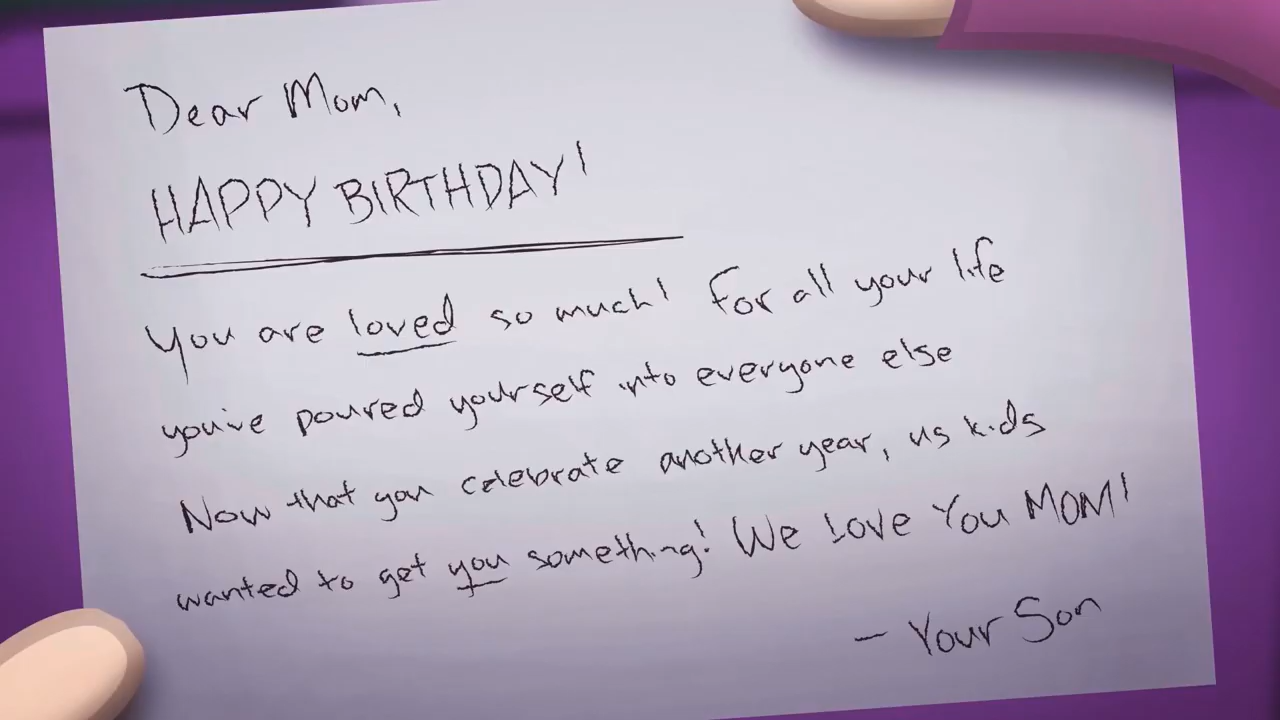 Dear Mom,
HAPPY BIRTHDAY!
You are loved so much! For all your life
you've poured yourself into everyone else
Now that you celebrate another year, us kids
wanted to get you something! We Love You MOM!
- Your Son